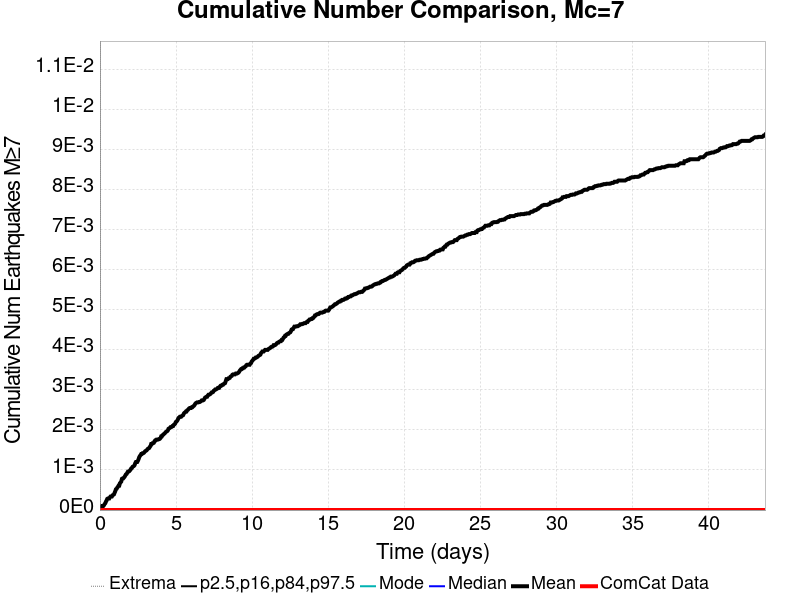 Cumulative Number Comparison, Mc=7
Cumulative Num Earthquakes M≥7
1.1E-2
1E-2
9E-3
8E-3
7E-3
6E-3
5E-3
4E-3
3E-3
2E-3
1E-3
0E0
0 5 10 15 20 25 30 35 40
Time (days)
Extrema p2.5,p16,p84,p97.5 Mode Median Mean ComCat Data